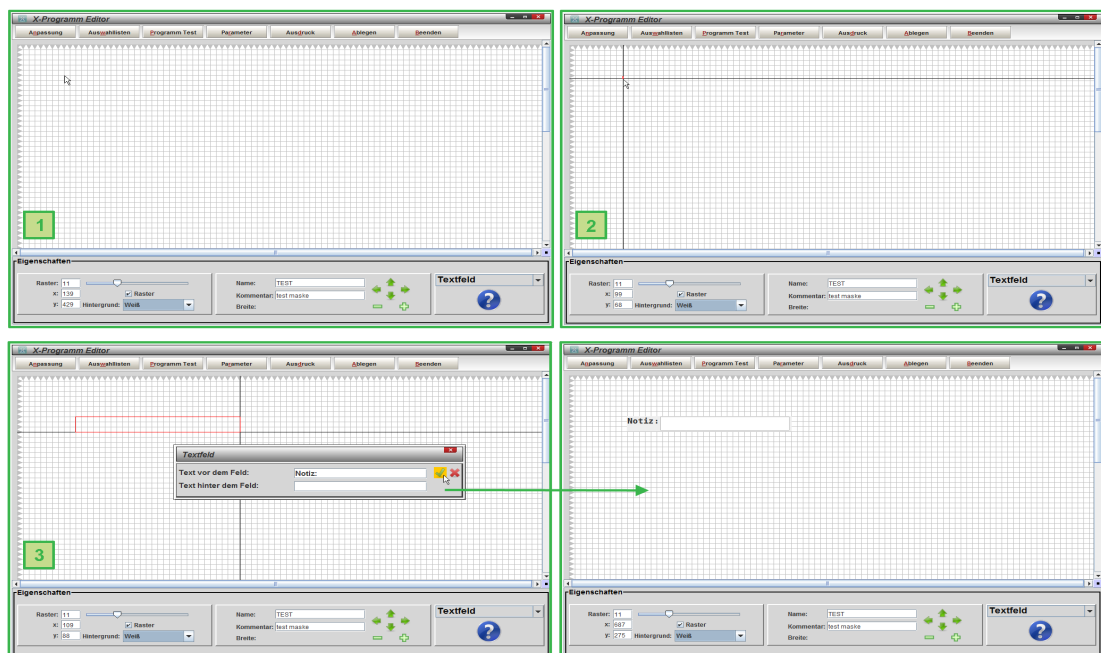 X-Programm Editor
Anpassung Auswahllisten Programm Test Parameter Ausdruck Ablegen Beenden
1
Eigenschaften
Raster: 11
x: 139
Raster
y: 429
Hintergrund: Weiß
Name: TEST
Kommentar: test maske
Breite:
Textfeld
?
X-Programm Editor
Anpassung Auswahllisten Programm Test Parameter Ausdruck Ablegen Beenden
2
Eigenschaften
Raster: 11
x: 99
Raster
y: 68
Hintergrund: Weiß
Name: TEST
Kommentar: test maske
Breite:
Textfeld
?
X-Programm Editor
Anpassung Auswahllisten Programm Test Parameter Ausdruck Ablegen Beenden
Textfeld
Text vor dem Feld: Notiz:
Text hinter dem Feld:
3
Eigenschaften
Raster: 11
x: 109
Raster
y: 88
Hintergrund: Weiß
Name: TEST
Kommentar: test maske
Breite:
Textfeld
?
X-Programm Editor
Anpassung Auswahllisten Programm Test Parameter Ausdruck Ablegen Beenden
Notiz:
Eigenschaften
Raster: 11
x: 687
Raster
y: 275
Hintergrund: Weiß
Name: TEST
Kommentar: test maske
Breite:
Textfeld
?